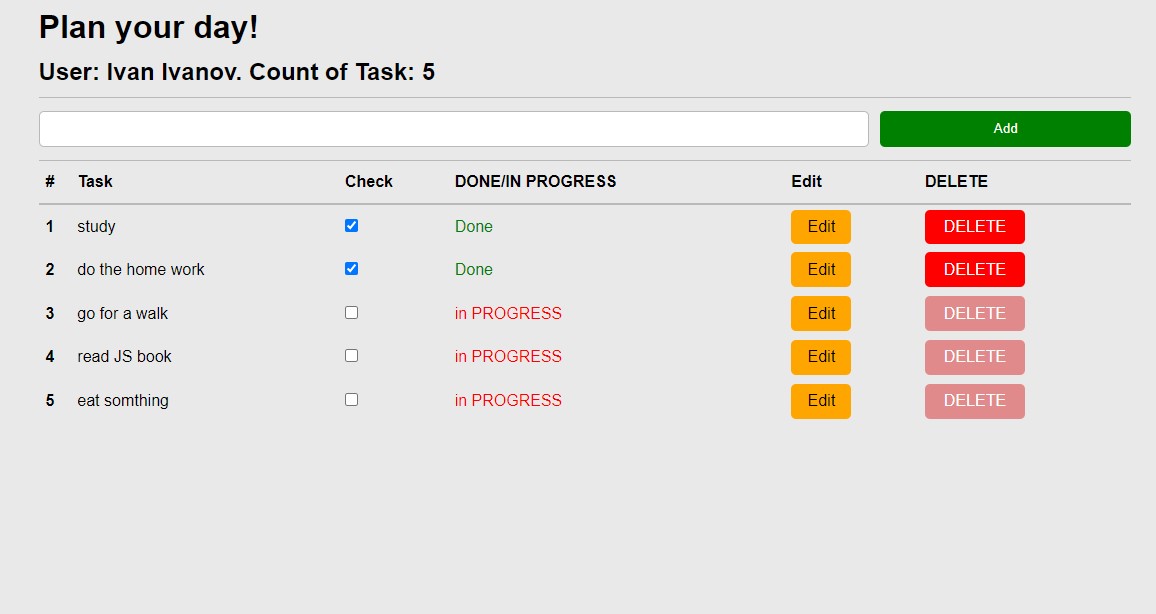 Plan your day!
User: Ivan Ivanov. Count of Task: 5
Add
# Task Check DONE/IN PROGRESS Edit DELETE
1 study Done Edit DELETE
2 do the home work Done Edit DELETE
3 go for a walk in PROGRESS Edit DELETE
4 read JS book in PROGRESS Edit DELETE
5 eat somthing in PROGRESS Edit DELETE